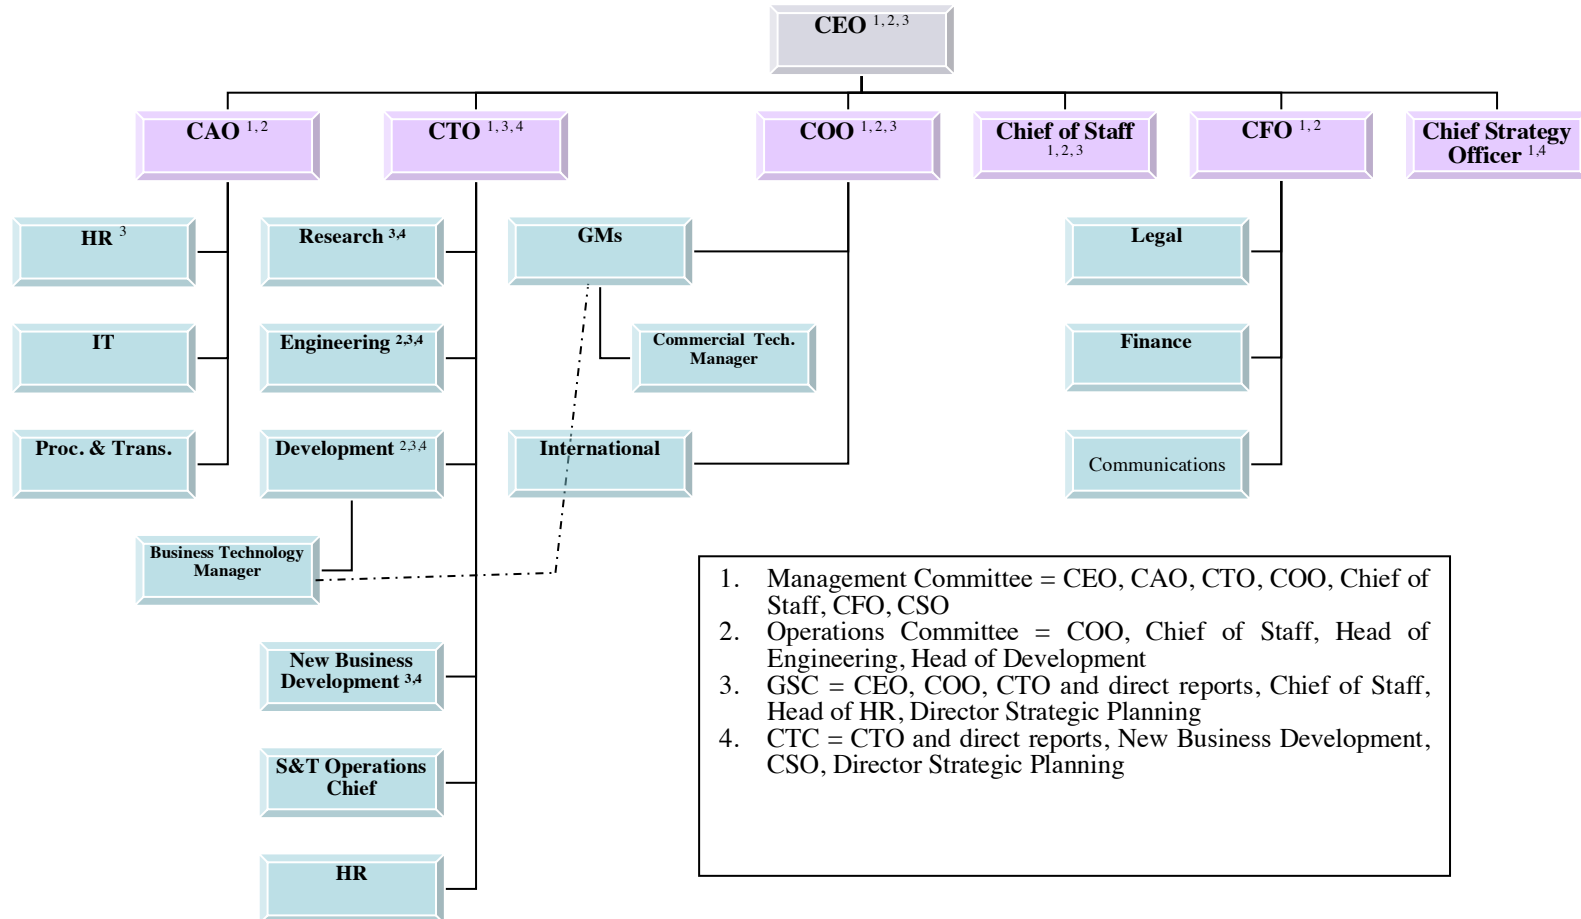 CEO 1, 2, 3
CAO 1, 2
CTO 1, 3, 4
COO 1, 2, 3
Chief of Staff
1, 2, 3
CFO 1, 2
Chief Strategy
Officer 1,4
HR 3
Research 3,4
GMs
Legal
IT
Engineering 2,3,4
Commercial Tech.
Manager
Finance
Proc. & Trans.
Development 2,3,4
International
Communications
Business Technology
Manager
New Business
Development 3,4
S&T Operations
Chief
HR
1. Management Committee = CEO, CAO, CTO, COO, Chief of
Staff, CFO, CSO
2. Operations Committee = COO, Chief of Staff, Head of
Engineering, Head of Development
3. GSC = CEO, COO, CTO and direct reports, Chief of Staff,
Head of HR, Director Strategic Planning
4. CTC = CTO and direct reports, New Business Development,
CSO, Director Strategic Planning